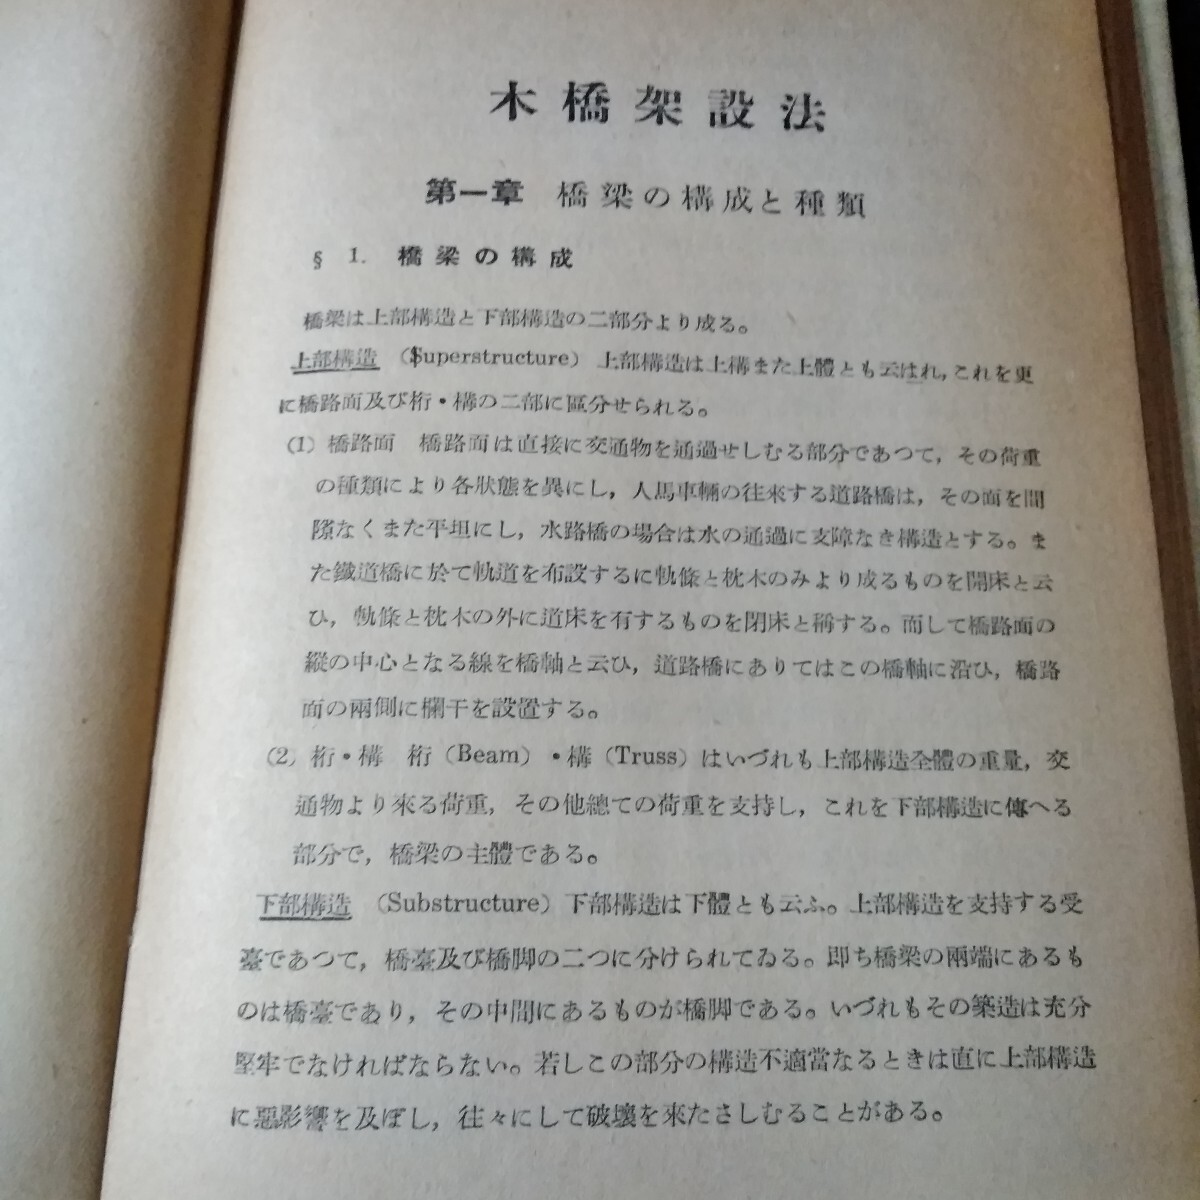 木橋架設法
第一章 橋梁の構成と種類
§ 1. 橋梁の構成
橋梁は上部構造と下部構造の二部分より成る。
上部構造 (Superstructure) 上部構造は上構また上體とも云はれ，これを更
に橋路面及び桁・構の二部に區分せられる。
(1) 橋路面 橋路面は直接に交通物を通過せしむる部分であつて，その荷重
の種類により各狀態を異にし，人馬車輛の往來する道路橋は，その面を間
隙なくまた平坦にし，水路橋の場合は水の通過に支障なき構造とする。ま
た鐵道橋に於て軌道を布設するに軌條と枕木のみより成るものを開床と云
ひ，軌條と枕木の外に道床を有するものを閉床と稱する。而して橋路面の
縱の中心となる線を橋軸と云ひ，道路橋にありてはこの橋軸に沿ひ，橋路
面の兩側に欄干を設置する。
(2) 桁・構 桁 (Beam)・構 (Truss) はいづれも上部構造全體の重量，交
通物より來る荷重，その他總ての荷重を支持し，これを下部構造に傳へる
部分で，橋梁の主體である。
下部構造 (Substructure) 下部構造は下體とも云ふ。上部構造を支持する受
臺であつて，橋臺及び橋脚の二つに分けられてゐる。即ち橋梁の兩端にあるも
のは橋臺であり，その中間にあるものが橋脚である。いづれもその築造は充分
堅牢でなければならない。若しこの部分の構造不適當なるときは直に上部構造
に惡影響を及ぼし，往々にして破壞を來たさしむることがある。